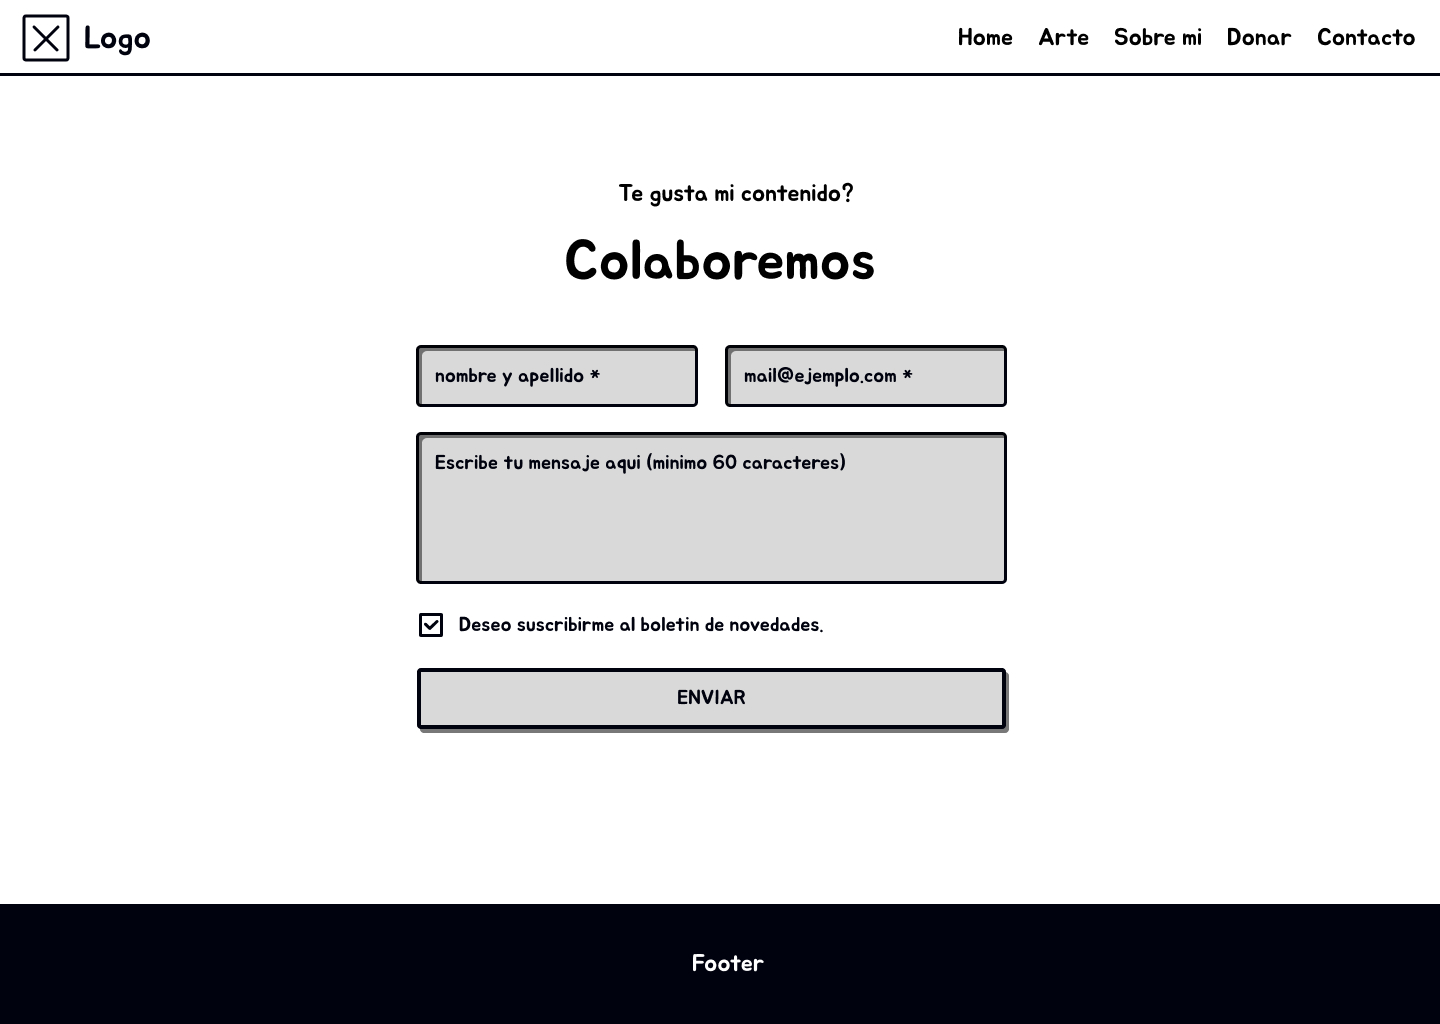 Logo
Home Arte Sobre mi Donar Contacto
Te gusta mi contenido?
Colaboremos
nombre y apellido * mail@ejemplo.com *
Escribe tu mensaje aqui (minimo 60 caracteres)
Deseo suscribirme al boletin de novedades.
ENVIAR
Footer